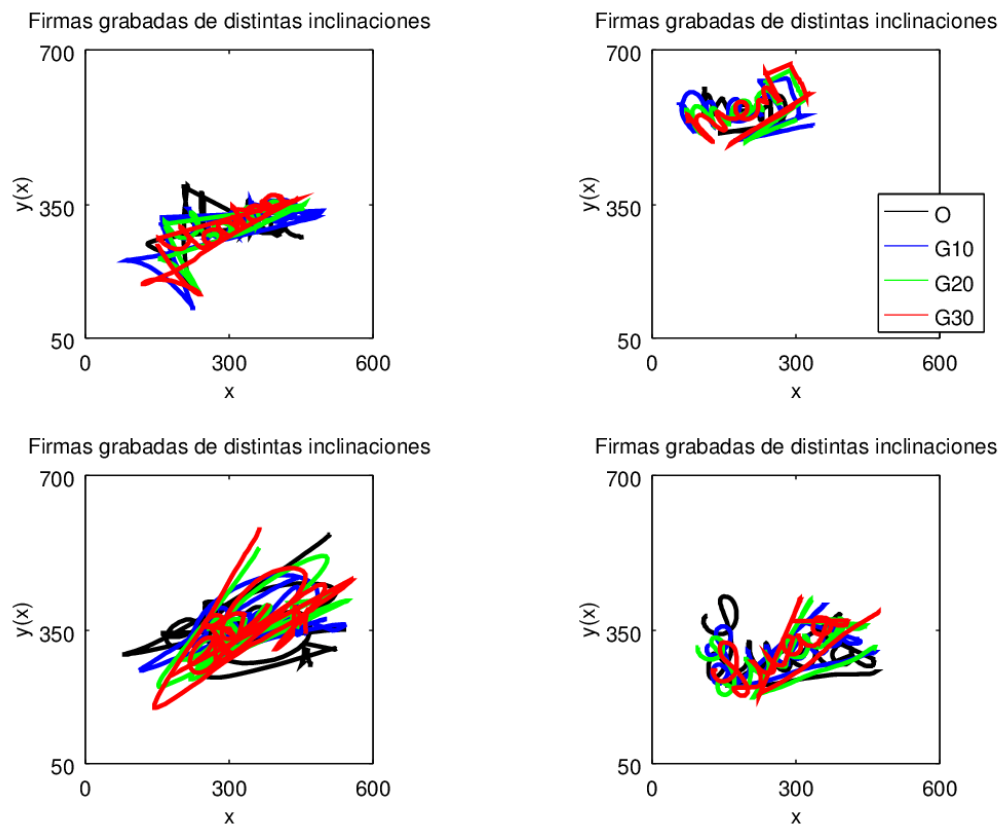 Firmas grabadas de distintas inclinaciones
700
350
50
0 300 600
x
y(x)
Firmas grabadas de distintas inclinaciones
700
350
50
0 300 600
x
y(x)
O
G10
G20
G30
Firmas grabadas de distintas inclinaciones
700
350
50
0 300 600
x
y(x)
Firmas grabadas de distintas inclinaciones
700
350
50
0 300 600
x
y(x)